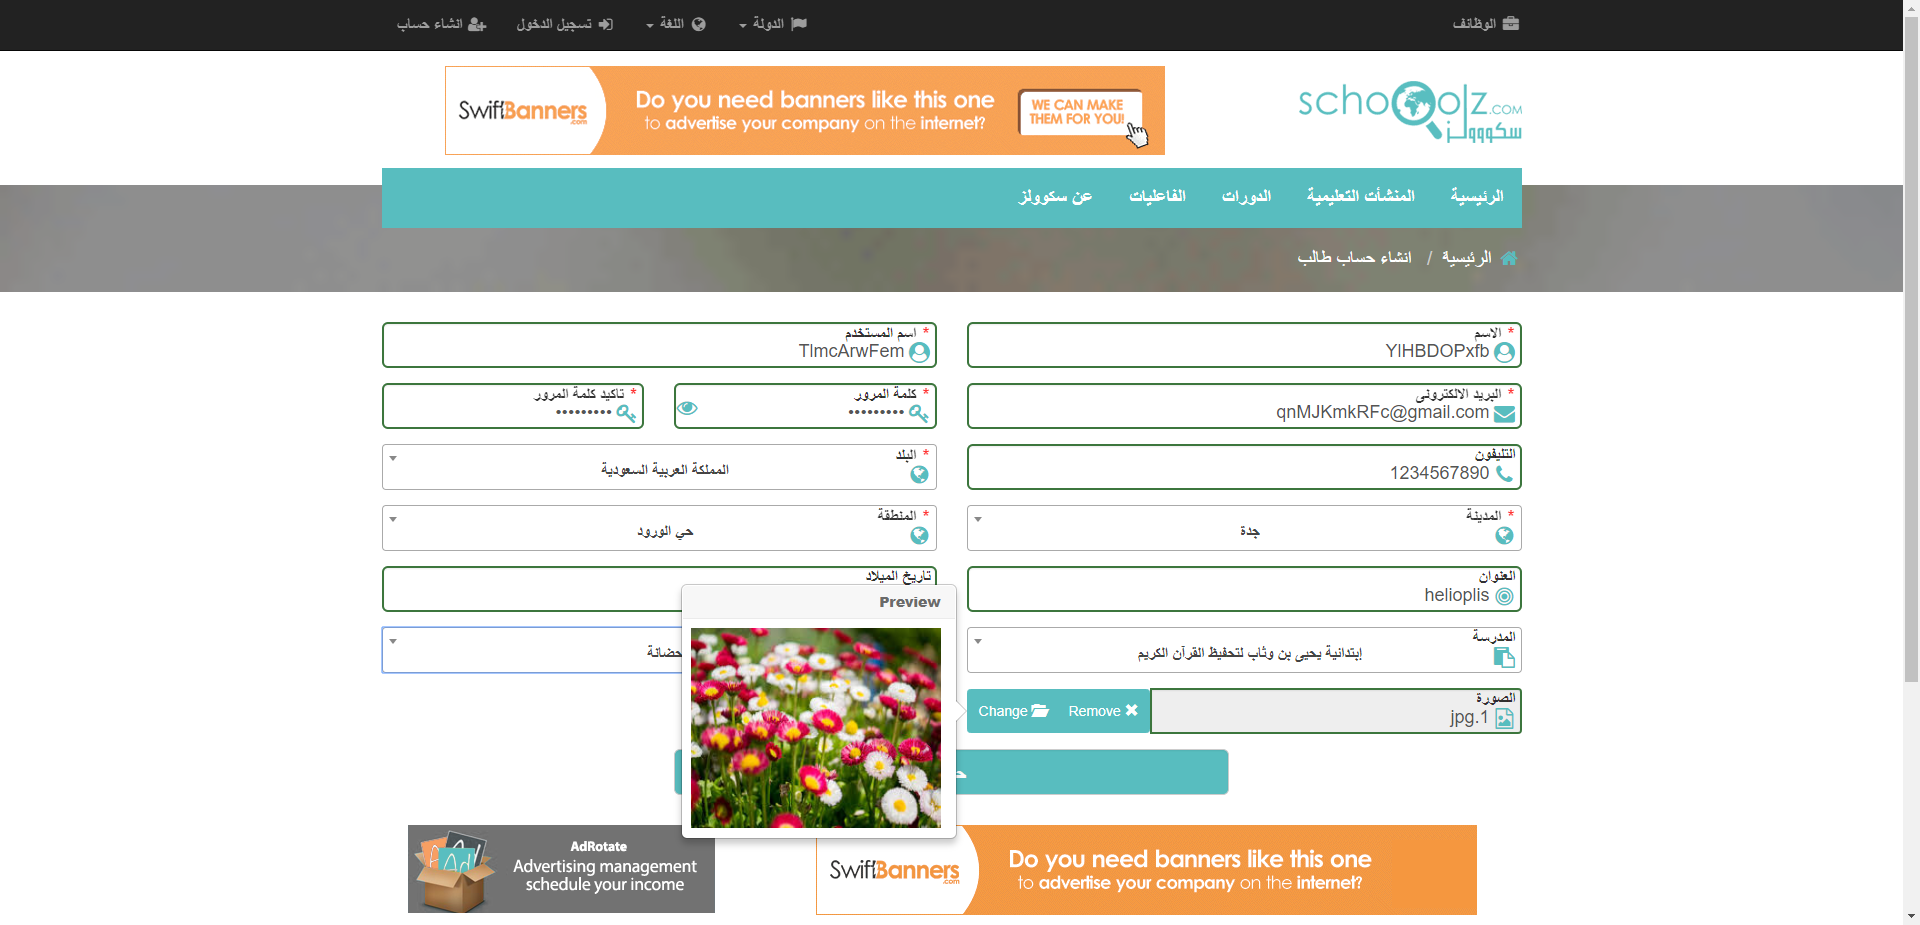 الوظائف
الدولة
اللغة
تسجيل الدخول
انشاء حساب
schoolz.com
سكووولز
SwiftBanners.com
Do you need banners like this one
to advertise your company on the internet?
WE CAN MAKE
THEM FOR YOU!
الرئيسية
المنشأت التعليمية
الدورات
الفاعليات
عن سكوولز
الرئيسية / انشاء حساب طالب
* الاسم
YIHBDOPxfb
* اسم المستخدم
TlmcArwFem
* البريد الالكترونى
qnMJKmkRFc@gmail.com
* كلمة المرور
•••••••••
* تاكيد كلمة المرور
•••••••••
التليفون
1234567890
* البلد
المملكة العربية السعودية
* المدينة
جدة
* المنطقة
حي الورود
العنوان
helioplis
تاريخ الميلاد
Preview
المدرسة
إبتدائية يحيى بن وثاب لتحفيظ القرآن الكريم
حضانة
الصورة
jpg.1
Remove
Change
AdRotate
Advertising management
schedule your income
SwiftBanners.com
Do you need banners like this one
to advertise your company on the internet?